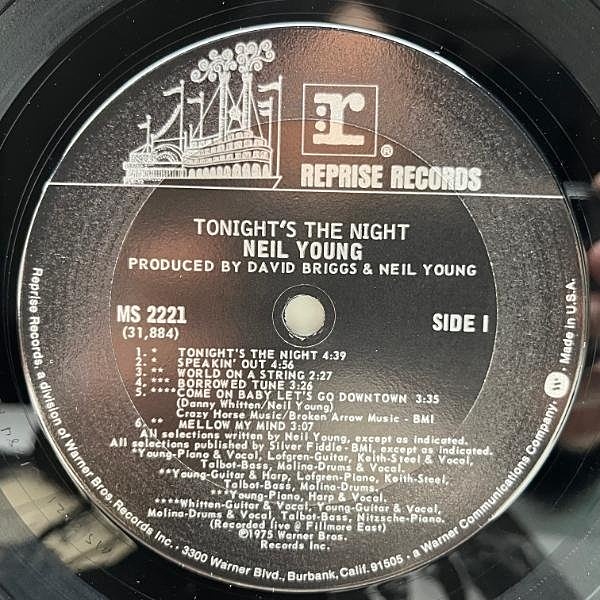 r
®
REPRISE RECORDS
TONIGHT'S THE NIGHT
NEIL YOUNG
PRODUCED BY DAVID BRIGGS & NEIL YOUNG
MS 2221
(31,884)
SIDE 1
1- * TONIGHT'S THE NIGHT 4:39
2- * SPEAKIN' OUT 4:56
3- ** WORLD ON A STRING 2:27
4- *** BORROWED TUNE 3:26
5- **** COME ON BABY LET'S GO DOWNTOWN 3:35
(Danny Whitten/Neil Young)
Crazy Horse Music/Broken Arrow Music - BMI
6- ** MELLOW MY MIND 3:07
All selections written by Neil Young, except as indicated.
All selections published by Silver Fiddle-BMI, except as indicated.
*Young-Piano & Vocal, Lofgren-Guitar, Keith-Steel & Vocal,
Talbot-Bass, Molina-Drums & Vocal.
**Young-Guitar & Harp, Lofgren-Piano, Keith-Steel,
Talbot-Bass, Molina-Drums.
***Young-Piano, Harp & Vocal.
****Whitten-Guitar & Vocal, Young-Guitar & Vocal,
Molina-Drums & Vocal, Talbot-Bass, Nitzsche-Piano.
(Recorded live @ Fillmore East)
©1975 Warner Bros.
Records Inc.
Reprise Records, a division of Warner Bros Records Inc. • 3300 Warner Blvd., Burbank, Calif. 91505 • a Warner Communications Company W • Made in U.S.A.